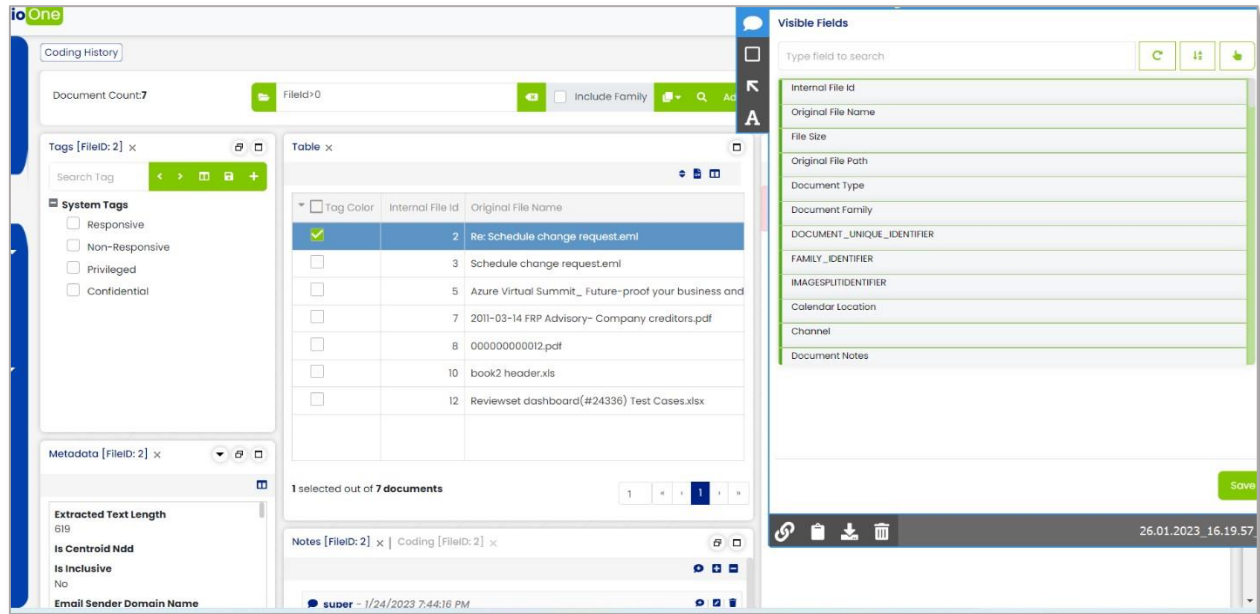 ioOne
Coding History
Document Count:7
FileId>0
Include Family
Ad
Tags [FileID: 2] ×
Search Tag
System Tags
Responsive
Non-Responsive
Privileged
Confidential
Table ×
Tag Color Internal File Id Original File Name
2 Re: Schedule change request.eml
3 Schedule change request.eml
5 Azure Virtual Summit_ Future-proof your business and
7 2011-03-14 FRP Advisory- Company creditors.pdf
8 000000000012.pdf
10 book2 header.xls
12 Reviewset dashboard(#24336) Test Cases.xlsx
1 selected out of 7 documents
1 « ‹ 1 › »
Metadata [FileID: 2] ×
Extracted Text Length
619
Is Centroid Ndd
Is Inclusive
No
Email Sender Domain Name
Notes [FileID: 2] × | Coding [FileID: 2] ×
super - 1/24/2023 7:44:16 PM
A
Visible Fields
Type field to search
Internal File Id
Original File Name
File Size
Original File Path
Document Type
Document Family
DOCUMENT_UNIQUE_IDENTIFIER
FAMILY_IDENTIFIER
IMAGESPLITIDENTIFIER
Calendar Location
Channel
Document Notes
Save
26.01.2023_16.19.57_